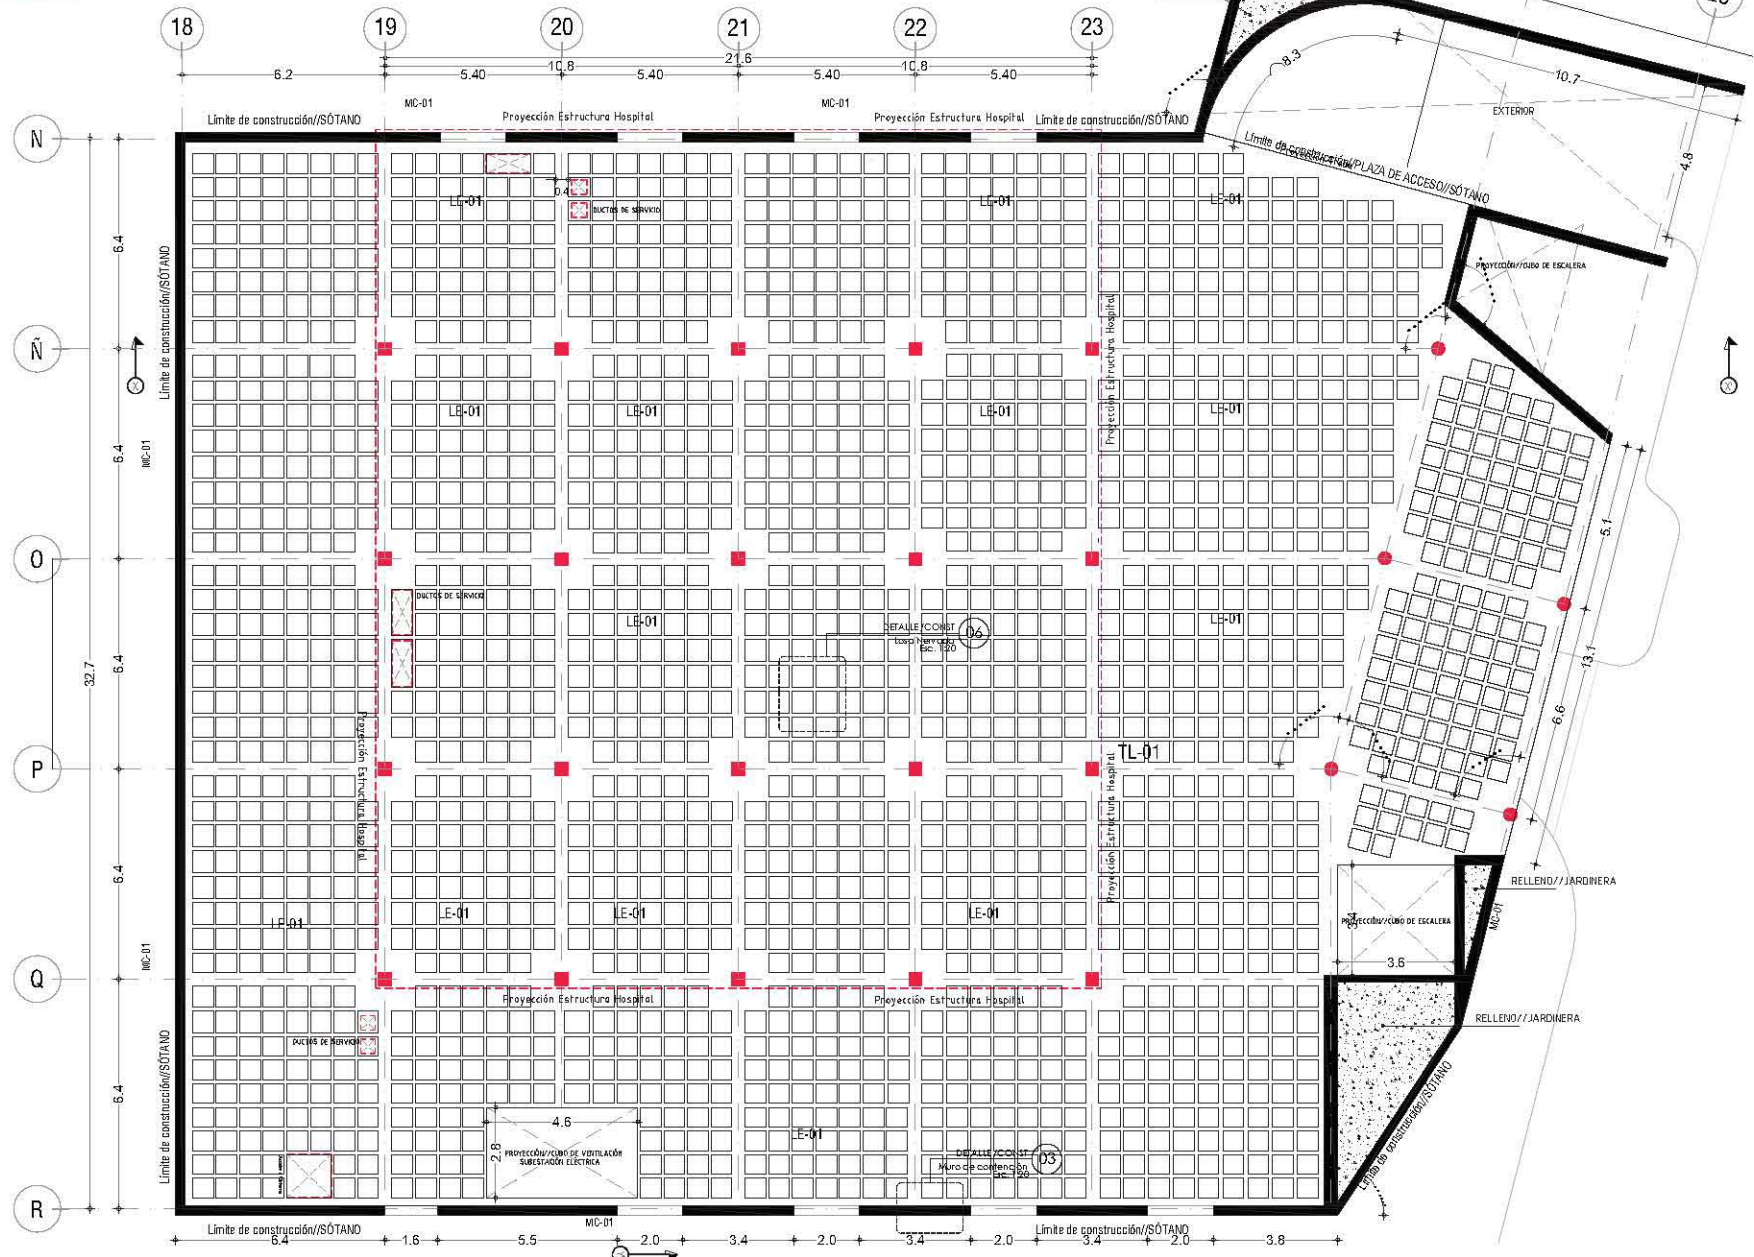 18
19
20
21
22
23
21.6
10.8
10.8
6.2
5.40
5.40
5.40
5.40
8.3
10.7
MC-01
MC-01
EXTERIOR
Límite de construcción//SÓTANO
Proyección Estructura Hospital
Proyección Estructura Hospital
Límite de construcción//SÓTANO
N
Límite de construcción//PLAZA DE ACCESO//SÓTANO
4.8
0.4
LE-01
LE-01
LE-01
DUCTOS DE SERVICIO
6.4
Límite de construcción//SÓTANO
PROYECCIÓN//CUBO DE ESCALERA
Proyección Estructura Hospital
Ñ
X
X'
LE-01
LE-01
LE-01
LE-01
6.4
MC-01
5.1
O
DUCTOS DE SERVICIO
LE-01
LE-01
DETALLE/CONST
06
Losa Nervada
Esc. 1:20
32.7
6.4
13.1
6.6
TL-01
P
Proyección Estructura Hospital
Proyección Estructura Hospital
6.4
RELLENO//JARDINERA
LE-01
LE-01
LE-01
LE-01
PROYECCIÓN//CUBO DE ESCALERA
3.4
MC-01
3.6
MC-01
Q
Proyección Estructura Hospital
Proyección Estructura Hospital
RELLENO//JARDINERA
DUCTOS DE SERVICIO
6.4
Límite de construcción//SÓTANO
4.6
2.8
PROYECCIÓN//CUBO DE VENTILACIÓN
SUBESTACIÓN ELÉCTRICA
LE-01
DETALLE/CONST
03
Muro de contención
Esc. 1:20
Límite de construcción//SÓTANO
R
Límite de construcción//SÓTANO
MC-01
Límite de construcción//SÓTANO
6.4
1.6
5.5
2.0
3.4
2.0
3.4
2.0
3.4
2.0
3.8